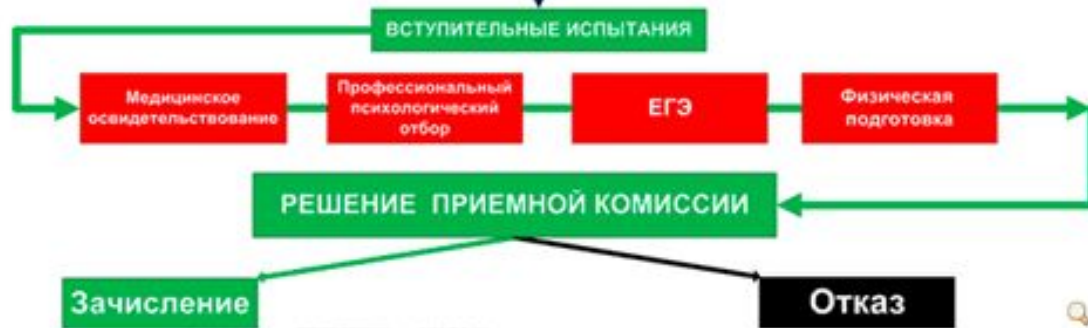 ВСТУПИТЕЛЬНЫЕ ИСПЫТАНИЯ
Медицинское
освидетельствование
Профессиональный
психологический
отбор
ЕГЭ
Физическая
подготовка
РЕШЕНИЕ ПРИЕМНОЙ КОМИССИИ
Зачисление
Отказ